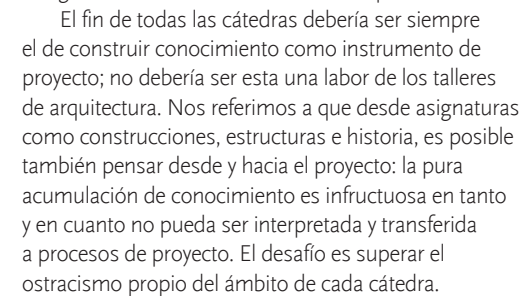 El fin de todas las cátedras debería ser siempre
el de construir conocimiento como instrumento de
proyecto; no debería ser esta una labor de los talleres
de arquitectura. Nos referimos a que desde asignaturas
como construcciones, estructuras e historia, es posible
también pensar desde y hacia el proyecto: la pura
acumulación de conocimiento es infructuosa en tanto
y en cuanto no pueda ser interpretada y transferida
a procesos de proyecto. El desafío es superar el
ostracismo propio del ámbito de cada cátedra.